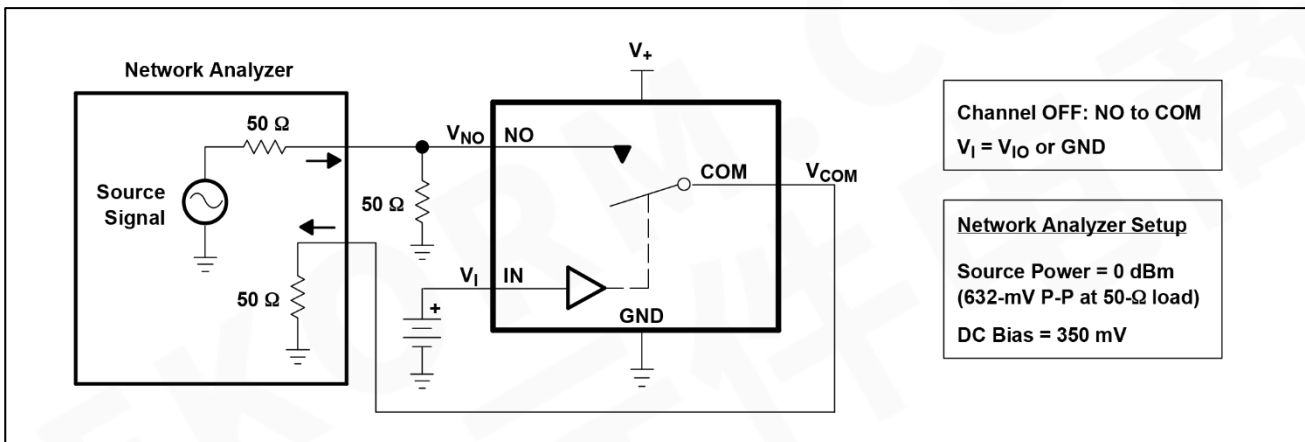 Network Analyzer
50 Ω
Source
Signal
50 Ω
50 Ω
V+
VNO NO
COM
VCOM
VI IN
+
GND
Channel OFF: NO to COM
VI = VIO or GND
Network Analyzer Setup
Source Power = 0 dBm
(632-mV P-P at 50-Ω load)
DC Bias = 350 mV